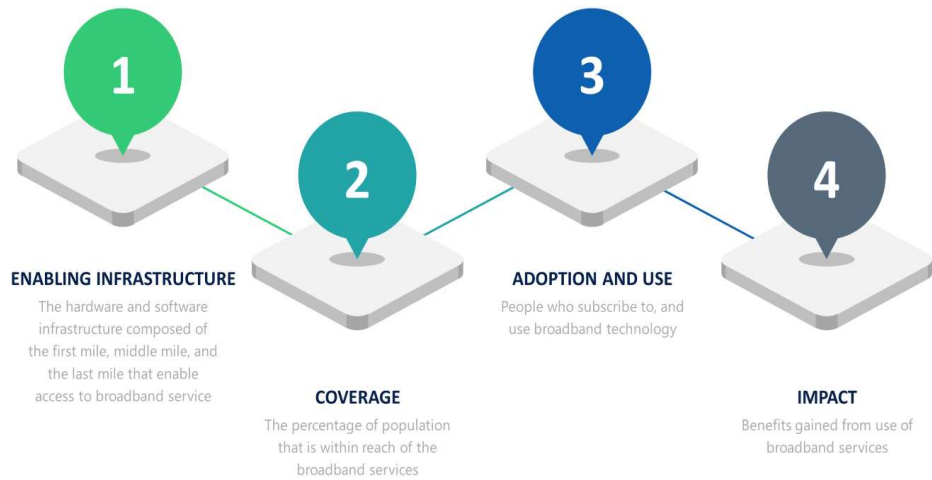 1
ENABLING INFRASTRUCTURE
The hardware and software
infrastructure composed of
the first mile, middle mile, and
the last mile that enable
access to broadband service
2
COVERAGE
The percentage of population
that is within reach of the
broadband services
3
ADOPTION AND USE
People who subscribe to, and
use broadband technology
4
IMPACT
Benefits gained from use of
broadband services